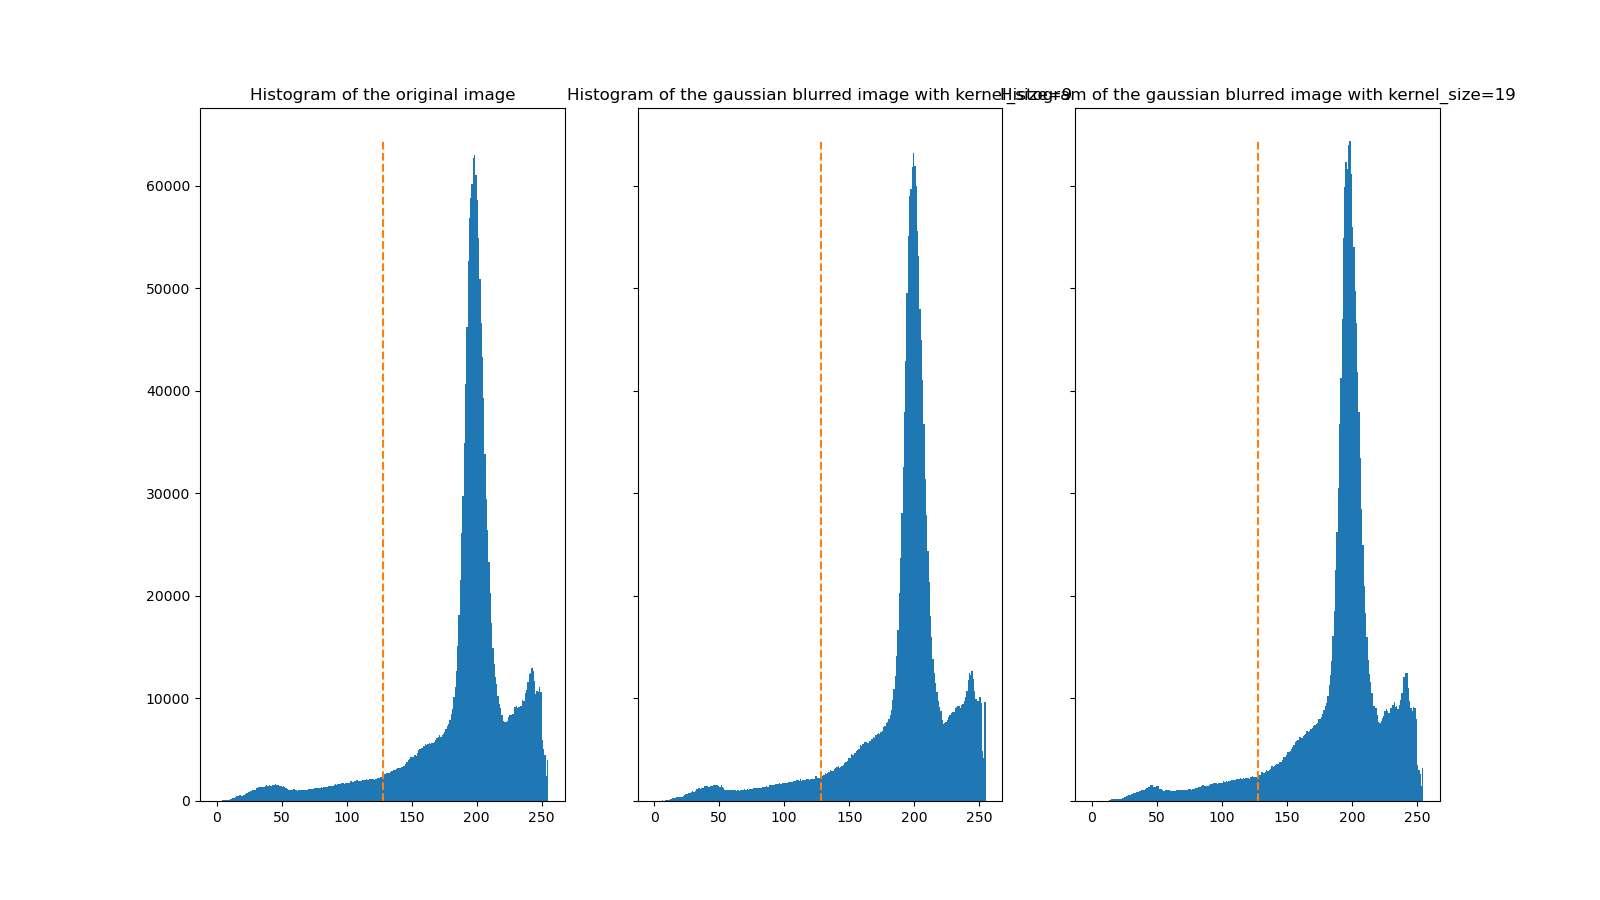 Histogram of the original image
Histogram of the gaussian blurred image with kernel_size=9
Histogram of the gaussian blurred image with kernel_size=19
60000
50000
40000
30000
20000
10000
0
0 50 100 150 200 250
0 50 100 150 200 250
0 50 100 150 200 250